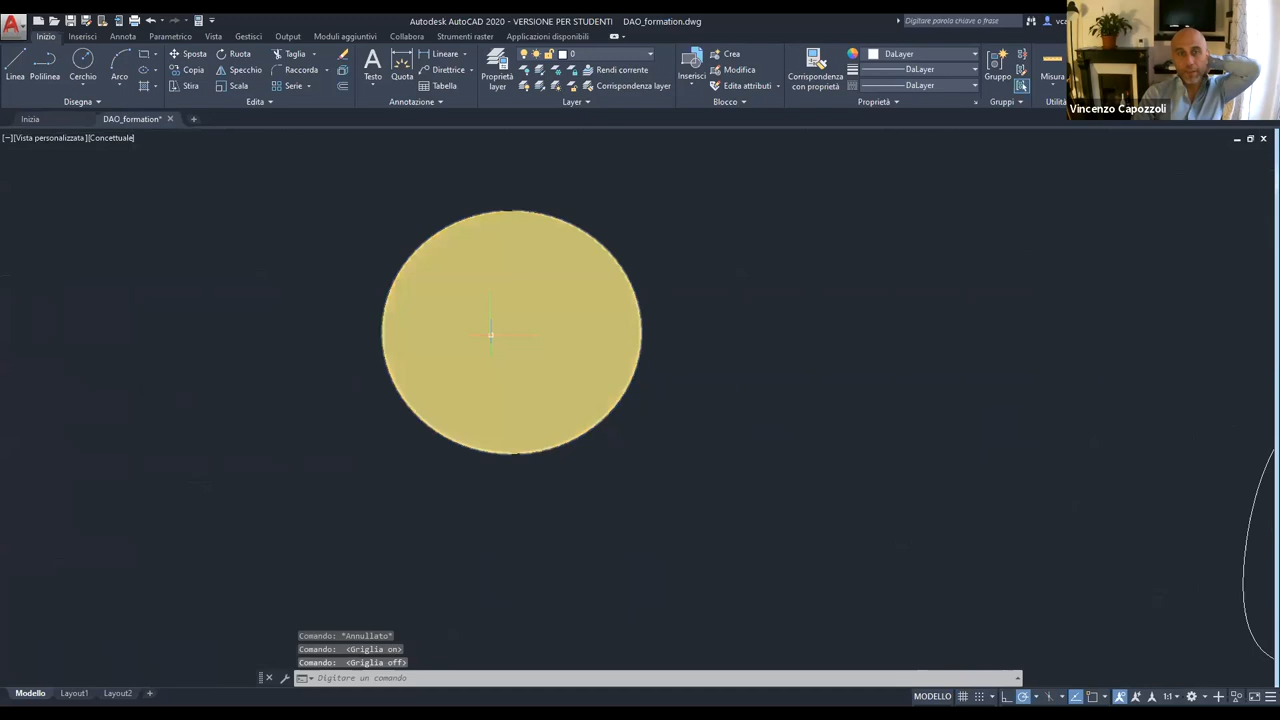 Autodesk AutoCAD 2020 - VERSIONE PER STUDENTI DAO_formation.dwg
Digitare parola chiave o frase
Inizio Inserisci Annota Parametrico Vista Gestisci Output Moduli aggiuntivi Collabora Strumenti raster Applicazioni disponibili
Linea Polilinea Cerchio Arco
Sposta Ruota Taglia
Copia Specchio Raccorda
Stira Scala Serie
Testo Quota
Lineare
Direttrice
Tabella
Proprietà layer
0
Rendi corrente
Corrispondenza layer
Inserisci
Crea
Modifica
Modifica attributi
Corrispondenza con proprietà
DaLayer
DaLayer
DaLayer
Gruppo
Misura
Disegna Edita Annotazione Layer Blocco Proprietà Gruppi
Vincenzo Capozzoli
Inizia DAO_formation*
[−][Vista personalizzata][Concettuale]
Comando: *Annullato*
Comando: <Griglia on>
Comando: <Griglia off>
Digitare un comando
Modello Layout1 Layout2
MODELLO 1:1